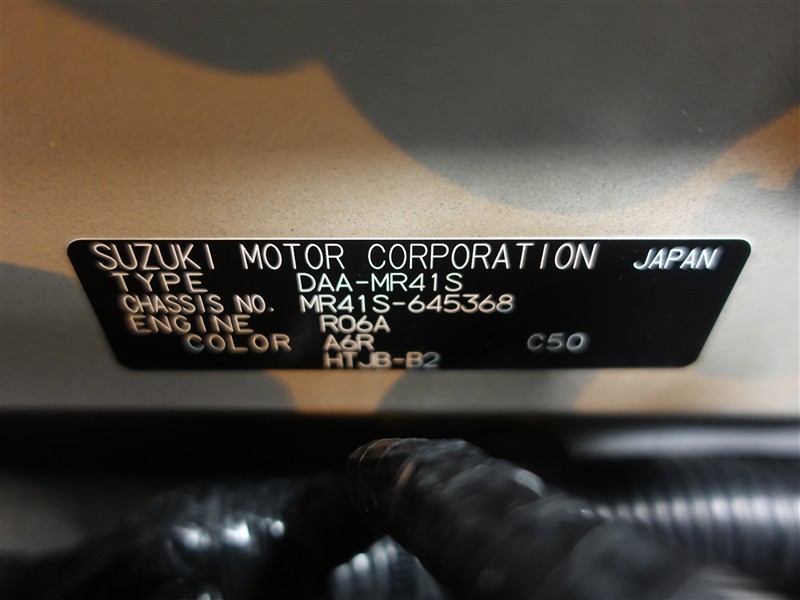 SUZUKI MOTOR CORPORATION JAPAN
TYPE DAA-MR41S
CHASSIS NO. MR41S-645368
ENGINE R06A
COLOR A6R C50
HTJB-B2